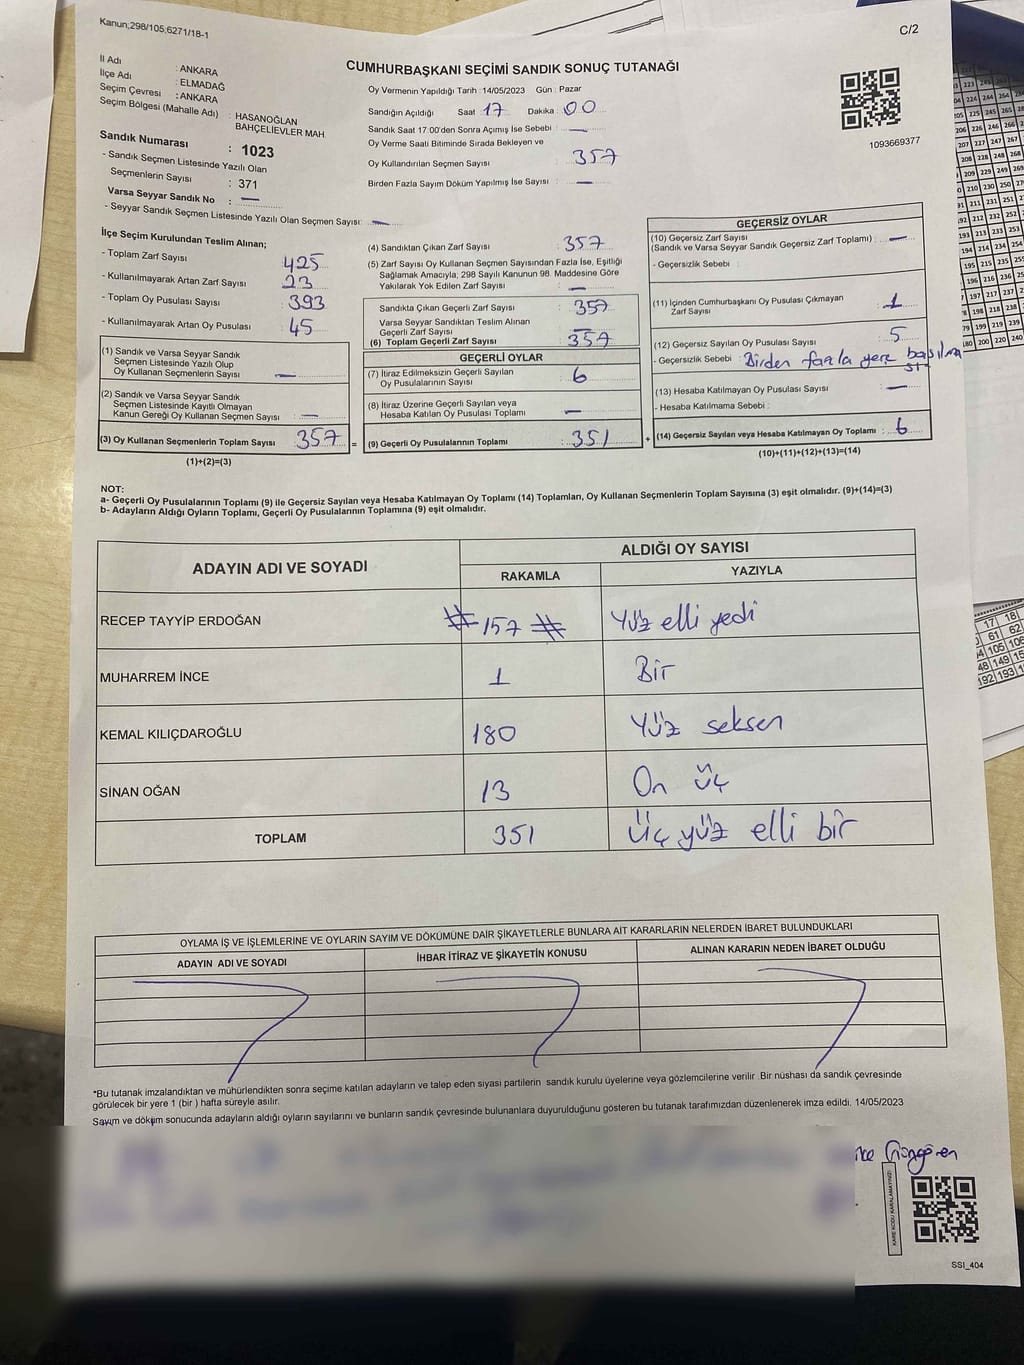 Kanun;298/105;6271/18-1
C/2
CUMHURBAŞKANI SEÇİMİ SANDIK SONUÇ TUTANAĞI
İl Adı : ANKARA
İlçe Adı : ELMADAĞ
Seçim Çevresi : ANKARA
Seçim Bölgesi (Mahalle Adı) : HASANOĞLAN
BAHÇELİEVLER MAH.
Sandık Numarası : 1023
- Sandık Seçmen Listesinde Yazılı Olan
Seçmenlerin Sayısı : 371
Varsa Seyyar Sandık No : —
- Seyyar Sandık Seçmen Listesinde Yazılı Olan Seçmen Sayısı: —
Oy Vermenin Yapıldığı Tarih : 14/05/2023 Gün : Pazar
Sandığın Açıldığı Saat 17 Dakika 00
Sandık Saat 17:00'den Sonra Açımış İse Sebebi : —
Oy Verme Saati Bitiminde Sırada Bekleyen ve
Oy Kullandırılan Seçmen Sayısı : 357
Birden Fazla Sayım Döküm Yapılmış İse Sayısı : —
1093669377
İlçe Seçim Kurulundan Teslim Alınan;
- Toplam Zarf Sayısı : 425
- Kullanılmayarak Artan Zarf Sayısı : 23
- Toplam Oy Pusulası Sayısı : 393
- Kullanılmayarak Artan Oy Pusulası : 45
(1) Sandık ve Varsa Seyyar Sandık
Seçmen Listesinde Yazılı Olup
Oy Kullanan Seçmenlerin Sayısı : —
(2) Sandık ve Varsa Seyyar Sandık
Seçmen Listesinde Kayıtlı Olmayan
Kanun Gereği Oy Kullanan Seçmen Sayısı : —
(3) Oy Kullanan Seçmenlerin Toplam Sayısı : 357 =
(1)+(2)=(3)
(4) Sandıktan Çıkan Zarf Sayısı : 357
(5) Zarf Sayısı Oy Kullanan Seçmen Sayısından Fazla İse, Eşitliği
Sağlamak Amacıyla; 298 Sayılı Kanunun 98. Maddesine Göre
Yakılarak Yok Edilen Zarf Sayısı : —
Sandıkta Çıkan Geçerli Zarf Sayısı : 357
Varsa Seyyar Sandıktan Teslim Alınan
Geçerli Zarf Sayısı :
(6) Toplam Geçerli Zarf Sayısı : 357
GEÇERLİ OYLAR
(7) İtiraz Edilmeksizin Geçerli Sayılan
Oy Pusulalarının Sayısı : 6
(8) İtiraz Üzerine Geçerli Sayılan veya
Hesaba Katılan Oy Pusulası Toplamı : —
(9) Geçerli Oy Pusulalarının Toplamı : 351 +
GEÇERSİZ OYLAR
(10) Geçersiz Zarf Sayısı
(Sandık ve Varsa Seyyar Sandık Geçersiz Zarf Toplamı) : —
- Geçersizlik Sebebi :
(11) İçinden Cumhurbaşkanı Oy Pusulası Çıkmayan
Zarf Sayısı : 1
(12) Geçersiz Sayılan Oy Pusulası Sayısı : 5
- Geçersizlik Sebebi : Birden fazla yere basılma
(13) Hesaba Katılmayan Oy Pusulası Sayısı : —
- Hesaba Katılmama Sebebi :
(14) Geçersiz Sayılan veya Hesaba Katılmayan Oy Toplamı : 6
(10)+(11)+(12)+(13)=(14)
NOT:
a- Geçerli Oy Pusulalarının Toplamı (9) ile Geçersiz Sayılan veya Hesaba Katılmayan Oy Toplamı (14) Toplamları, Oy Kullanan Seçmenlerin Toplam Sayısına (3) eşit olmalıdır. (9)+(14)=(3)
b- Adayların Aldığı Oyların Toplamı, Geçerli Oy Pusulalarının Toplamına (9) eşit olmalıdır.
ADAYIN ADI VE SOYADI ALDIĞI OY SAYISI
RAKAMLA YAZIYLA
RECEP TAYYİP ERDOĞAN # 157 # Yüz elli yedi
MUHARREM İNCE 1 Bir
KEMAL KILIÇDAROĞLU 180 Yüz seksen
SİNAN OĞAN 13 On üç
TOPLAM 351 Üç yüz elli bir
OYLAMA İŞ VE İŞLEMLERİNE VE OYLARIN SAYIM VE DÖKÜMÜNE DAİR ŞİKAYETLERLE BUNLARA AİT KARARLARIN NELERDEN İBARET BULUNDUKLARI
ADAYIN ADI VE SOYADI İHBAR İTİRAZ VE ŞİKAYETİN KONUSU ALINAN KARARIN NEDEN İBARET OLDUĞU
*Bu tutanak imzalandıktan ve mühürlendikten sonra seçime katılan adayların ve talep eden siyasi partilerin sandık kurulu üyelerine veya gözlemcilerine verilir .Bir nüshası da sandık çevresinde
görülecek bir yere 1 (bir ) hafta süreyle asılır.
Sayım ve döküm sonucunda adayların aldığı oyların sayılarını ve bunların sandık çevresinde bulunanlara duyurulduğunu gösteren bu tutanak tarafımızdan düzenlenerek imza edildi. 14/05/2023
KARE KODU KARALAMAYINIZ!
SSI_404